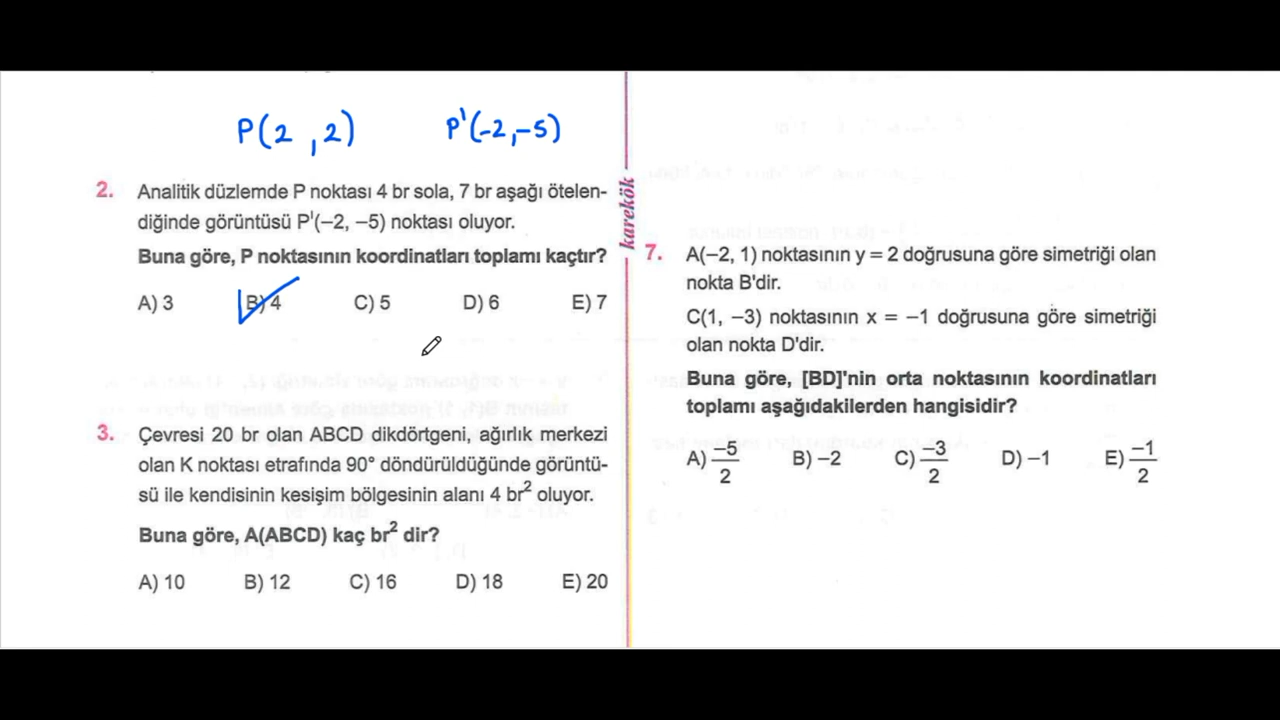 P(2 , 2) P'(-2,-5)
2. Analitik düzlemde P noktası 4 br sola, 7 br aşağı ötelen-
diğinde görüntüsü P'(−2, −5) noktası oluyor.
Buna göre, P noktasının koordinatları toplamı kaçtır?
A) 3 B) 4 C) 5 D) 6 E) 7
3. Çevresi 20 br olan ABCD dikdörtgeni, ağırlık merkezi
olan K noktası etrafında 90° döndürüldüğünde görüntü-
sü ile kendisinin kesişim bölgesinin alanı 4 br² oluyor.
Buna göre, A(ABCD) kaç br² dir?
A) 10 B) 12 C) 16 D) 18 E) 20
karekök
7. A(−2, 1) noktasının y = 2 doğrusuna göre simetriği olan
nokta B'dir.
C(1, −3) noktasının x = −1 doğrusuna göre simetriği
olan nokta D'dir.
Buna göre, [BD]'nin orta noktasının koordinatları
toplamı aşağıdakilerden hangisidir?
A) −5/2 B) −2 C) −3/2 D) −1 E) −1/2